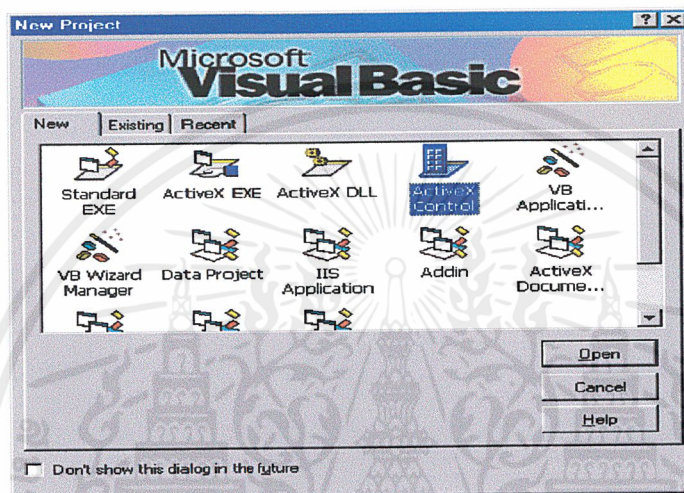 New Project
Microsoft
Visual Basic
New Existing Recent
Standard EXE
ActiveX EXE
ActiveX DLL
ActiveX Control
VB Applicati...
VB Wizard Manager
Data Project
IIS Application
Addin
ActiveX Docume...
Open
Cancel
Help
Don't show this dialog in the future